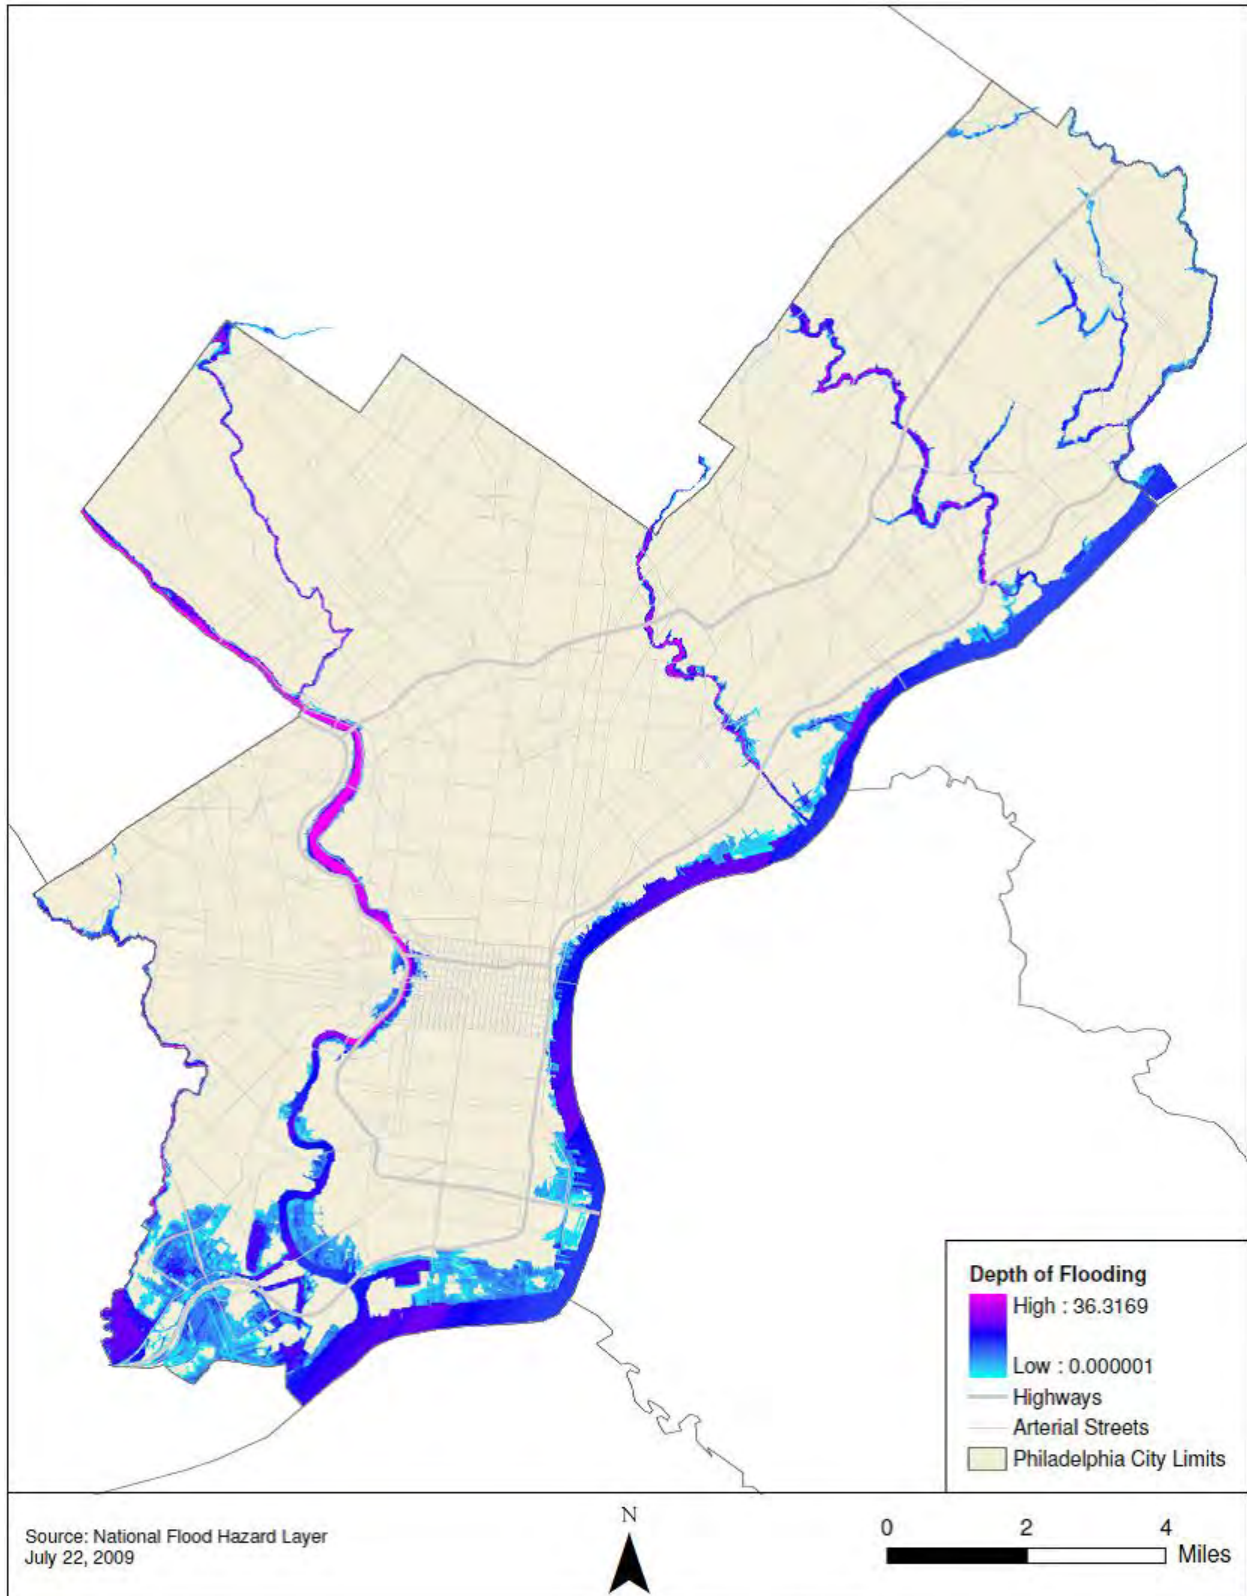 Depth of Flooding
High : 36.3169
Low : 0.000001
Highways
Arterial Streets
Philadelphia City Limits
Source: National Flood Hazard Layer
July 22, 2009
N
0 2 4
Miles